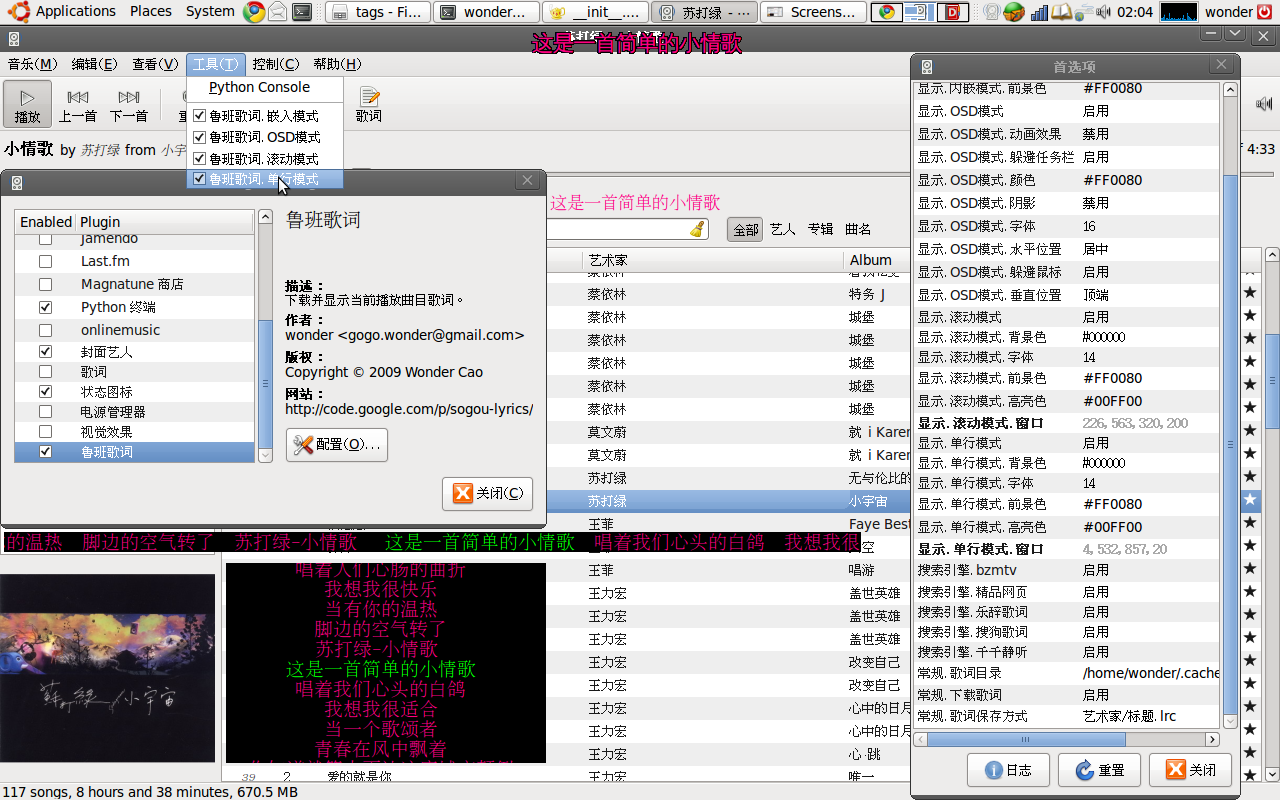 Applications Places System
tags - Fi...
wonder...
__init__....
苏打绿 - ...
Screens...
02:04
wonder
这是一首简单的小情歌
音乐(M) 编辑(E) 查看(V) 工具(T) 控制(C) 帮助(H)
播放 上一首 下一首 歌词
Python Console
鲁班歌词. 嵌入模式
鲁班歌词. OSD模式
鲁班歌词. 滚动模式
鲁班歌词. 单行模式
小情歌 by 苏打绿 from 小宇
4:33
这是一首简单的小情歌
全部 艺人 专辑 曲名
Enabled Plugin
Jamendo
Last.fm
Magnatune 商店
Python 终端
onlinemusic
封面艺人
歌词
状态图标
电源管理器
视觉效果
鲁班歌词
鲁班歌词
描述：
下载并显示当前播放曲目歌词。
作者：
wonder <gogo.wonder@gmail.com>
版权：
Copyright © 2009 Wonder Cao
网站：
http://code.google.com/p/sogou-lyrics/
配置(O)...
关闭(C)
艺术家 Album
蔡依林
蔡依林 特务 J
蔡依林 城堡
蔡依林 城堡
蔡依林 城堡
蔡依林 城堡
蔡依林 城堡
莫文蔚 就 i Karen
莫文蔚 就 i Karen
苏打绿 无与伦比的
苏打绿 小宇宙
王菲 Faye Best
空
王菲 唱游
王力宏 盖世英雄
王力宏 盖世英雄
王力宏 盖世英雄
王力宏 改变自己
王力宏 改变自己
王力宏 心中的日月
王力宏 心中的日月
王力宏 心·跳
39 2 爱的就是你 王力宏 唯一
的温热 脚边的空气转了 苏打绿-小情歌 这是一首简单的小情歌 唱着我们心头的白鸽 我想我很
唱着人们心肠的曲折
我想我很快乐
当有你的温热
脚边的空气转了
苏打绿-小情歌
这是一首简单的小情歌
唱着我们心头的白鸽
我想我很适合
当一个歌颂者
青春在风中飘着
蘇打綠/小宇宙
117 songs, 8 hours and 38 minutes, 670.5 MB
首选项
显示. 内嵌模式. 前景色 #FF0080
显示. OSD模式 启用
显示. OSD模式. 动画效果 禁用
显示. OSD模式. 躲避任务栏 启用
显示. OSD模式. 颜色 #FF0080
显示. OSD模式. 阴影 禁用
显示. OSD模式. 字体 16
显示. OSD模式. 水平位置 居中
显示. OSD模式. 躲避鼠标 启用
显示. OSD模式. 垂直位置 顶端
显示. 滚动模式 启用
显示. 滚动模式. 背景色 #000000
显示. 滚动模式. 字体 14
显示. 滚动模式. 前景色 #FF0080
显示. 滚动模式. 高亮色 #00FF00
显示. 滚动模式. 窗口 226, 563, 320, 200
显示. 单行模式 启用
显示. 单行模式. 背景色 #000000
显示. 单行模式. 字体 14
显示. 单行模式. 前景色 #FF0080
显示. 单行模式. 高亮色 #00FF00
显示. 单行模式. 窗口 4, 532, 857, 20
搜索引擎. bzmtv 启用
搜索引擎. 精品网页 启用
搜索引擎. 乐辞歌词 启用
搜索引擎. 搜狗歌词 启用
搜索引擎. 千千静听 启用
常规. 歌词目录 /home/wonder/.cache
常规. 下载歌词 启用
常规. 歌词保存方式 艺术家/标题. lrc
日志 重置 关闭